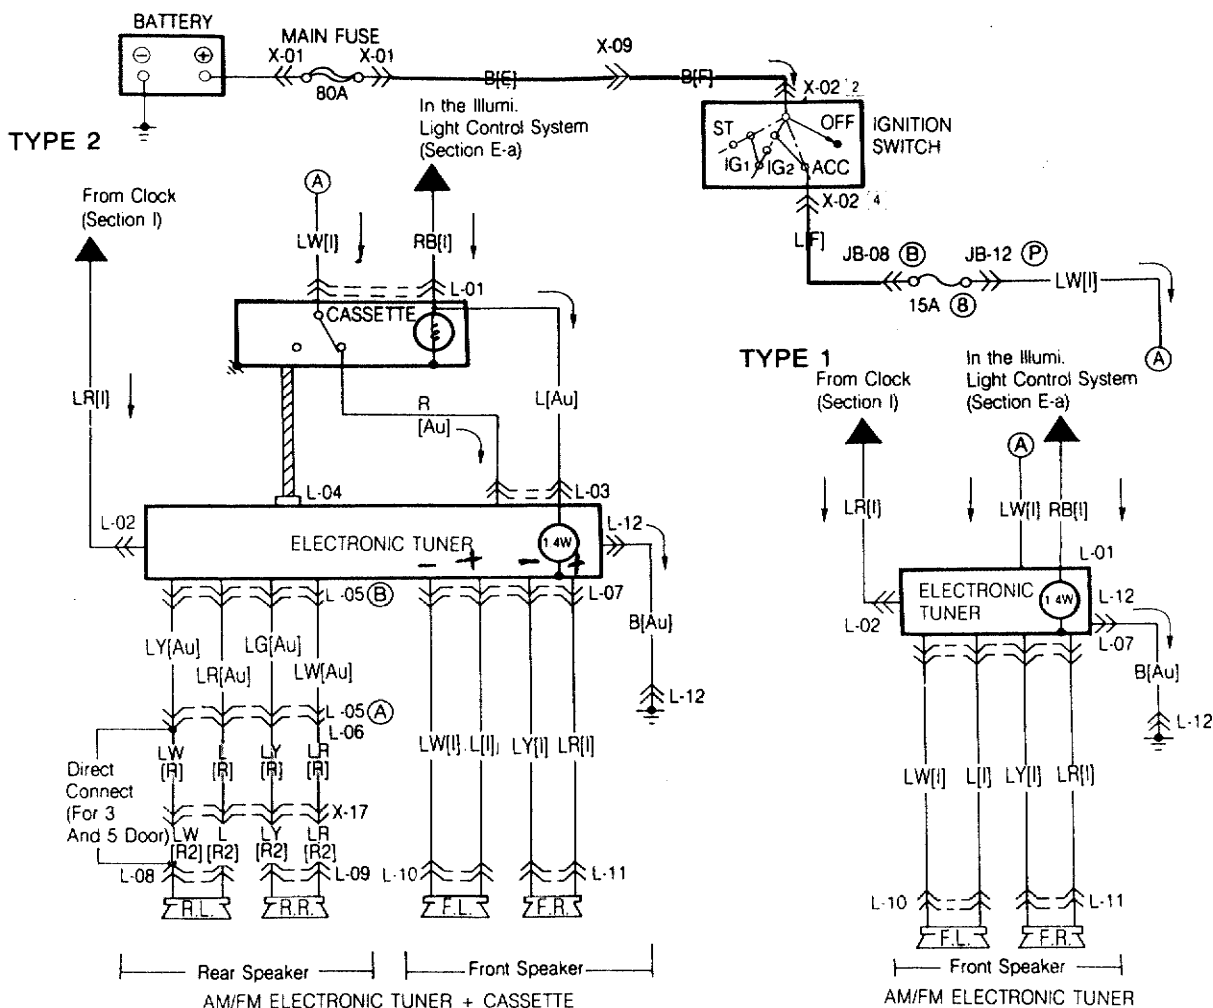 BATTERY
MAIN FUSE
X-01
X-01
80A
B[E]
X-09
B[F]
X-02 2
ST
OFF
IG1
IG2
ACC
IGNITION
SWITCH
X-02 4
L[F]
JB-08 B
JB-12 P
15A 8
LW[I]
A
TYPE 2
From Clock
(Section I)
In the Illumi.
Light Control System
(Section E-a)
A
LW[I]
RB[I]
L-01
CASSETTE
LR[I]
R
[Au]
L[Au]
L-04
L-03
L-02
ELECTRONIC TUNER
1.4W
L-12
- + - +
L-05 B
L-07
B[Au]
LY[Au]
LR[Au]
LG[Au]
LW[Au]
L-12
L-05 A
L-06
LW
[R]
L
[R]
LY
[R]
LR
[R]
LW[I]
L[I]
LY[I]
LR[I]
Direct
Connect
(For 3
And 5 Door)
X-17
LW
[R2]
L
[R2]
LY
[R2]
LR
[R2]
L-08
L-09
L-10
L-11
R.L.
R.R.
F.L.
F.R.
Rear Speaker
Front Speaker
AM/FM ELECTRONIC TUNER + CASSETTE
TYPE 1
From Clock
(Section I)
In the Illumi.
Light Control System
(Section E-a)
A
LR[I]
LW[I]
RB[I]
L-01
ELECTRONIC
TUNER
1.4W
L-12
L-02
L-07
B[Au]
L-12
LW[I]
L[I]
LY[I]
LR[I]
L-10
L-11
F.L.
F.R.
Front Speaker
AM/FM ELECTRONIC TUNER